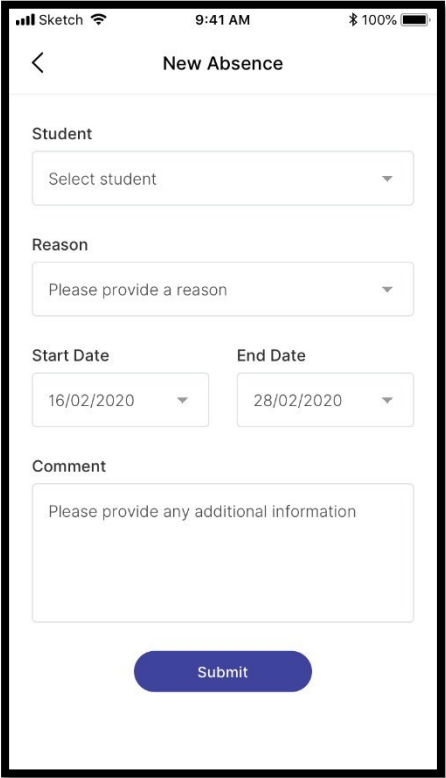 Sketch 9:41 AM 100%
New Absence
Student
Select student
Reason
Please provide a reason
Start Date End Date
16/02/2020 28/02/2020
Comment
Please provide any additional information
Submit